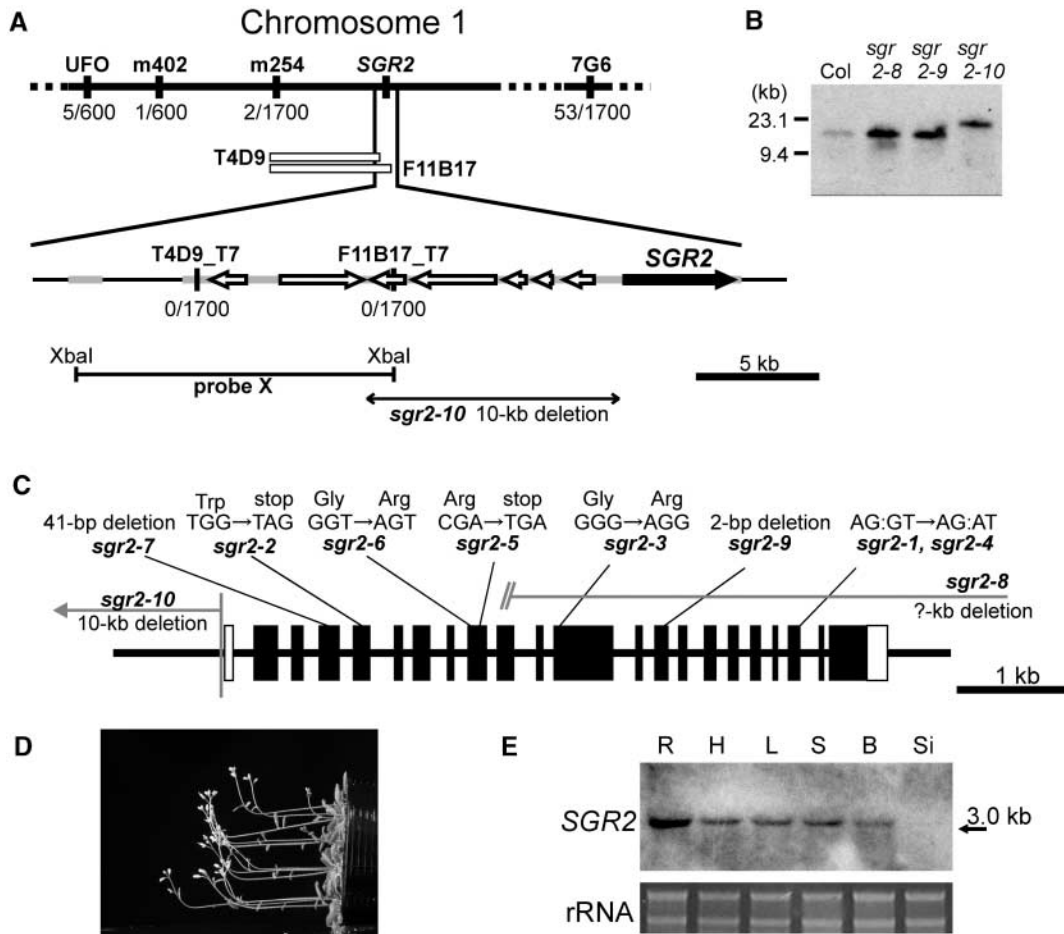 A
Chromosome 1
UFO m402 m254 SGR2 7G6
5/600 1/600 2/1700 53/1700
T4D9
F11B17
T4D9_T7 F11B17_T7 SGR2
0/1700 0/1700
XbaI XbaI
probe X
5 kb
sgr2-10 10-kb deletion
B
sgr sgr sgr
Col 2-8 2-9 2-10
(kb)
23.1
9.4
C
Trp stop Gly Arg Arg stop Gly Arg
41-bp deletion TGG→TAG GGT→AGT CGA→TGA GGG→AGG 2-bp deletion AG:GT→AG:AT
sgr2-7 sgr2-2 sgr2-6 sgr2-5 sgr2-3 sgr2-9 sgr2-1, sgr2-4
sgr2-10 sgr2-8
10-kb deletion ?-kb deletion
1 kb
D
E
R H L S B Si
SGR2 3.0 kb
rRNA